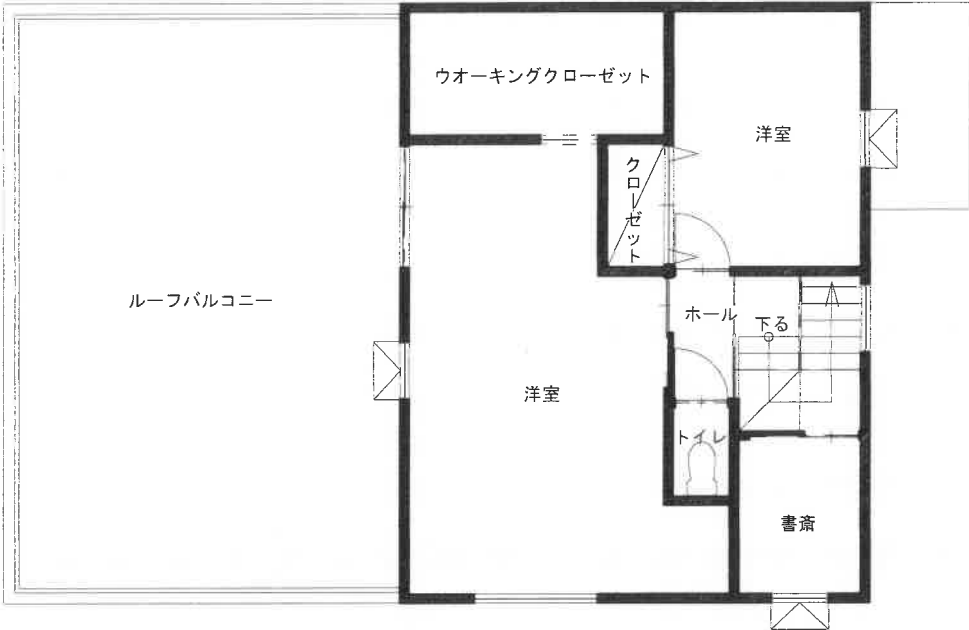 ウオーキングクローゼット
洋室
クローゼット
ルーフバルコニー
ホール
下る
洋室
トイレ
書斎